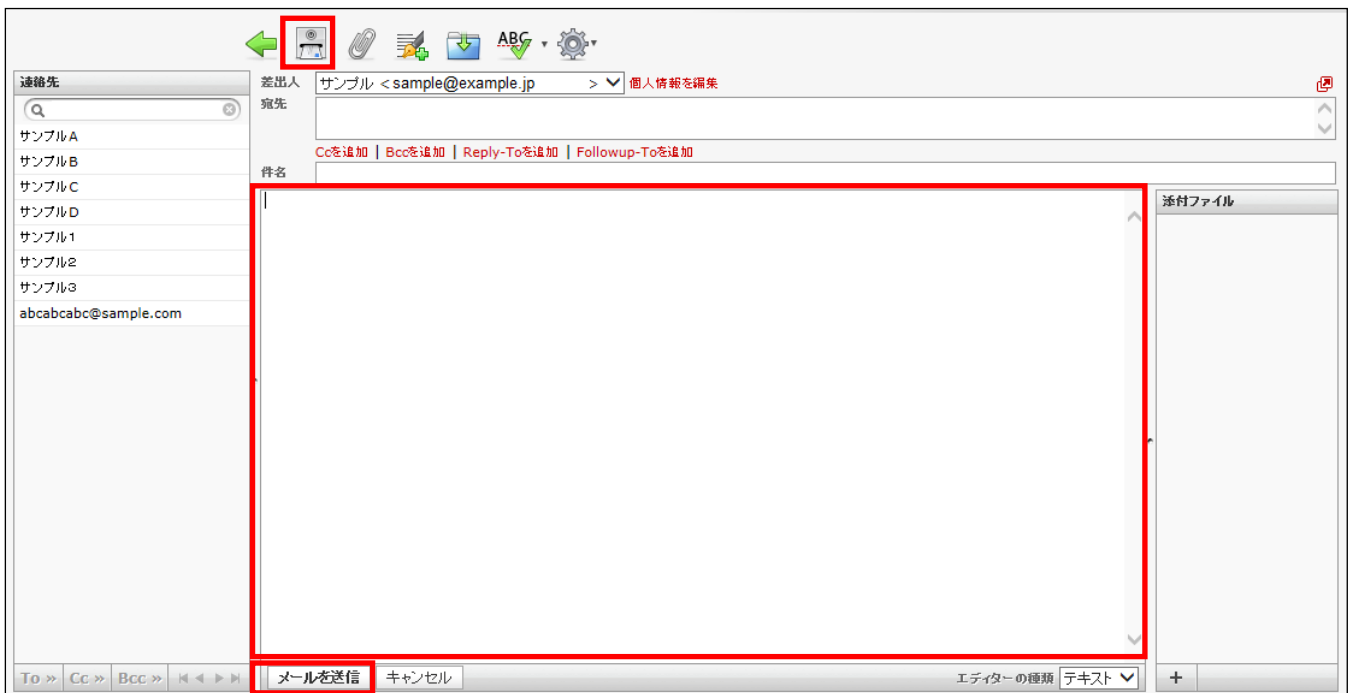 ABC
連絡先
差出人 サンプル <sample@example.jp > 個人情報を編集
宛先
サンプルA
Ccを追加 | Bccを追加 | Reply-Toを追加 | Followup-Toを追加
サンプルB
件名
サンプルC
添付ファイル
サンプルD
サンプル1
サンプル2
サンプル3
abcabcabc@sample.com
To » Cc » Bcc » メールを送信 キャンセル エディターの種類 テキスト +